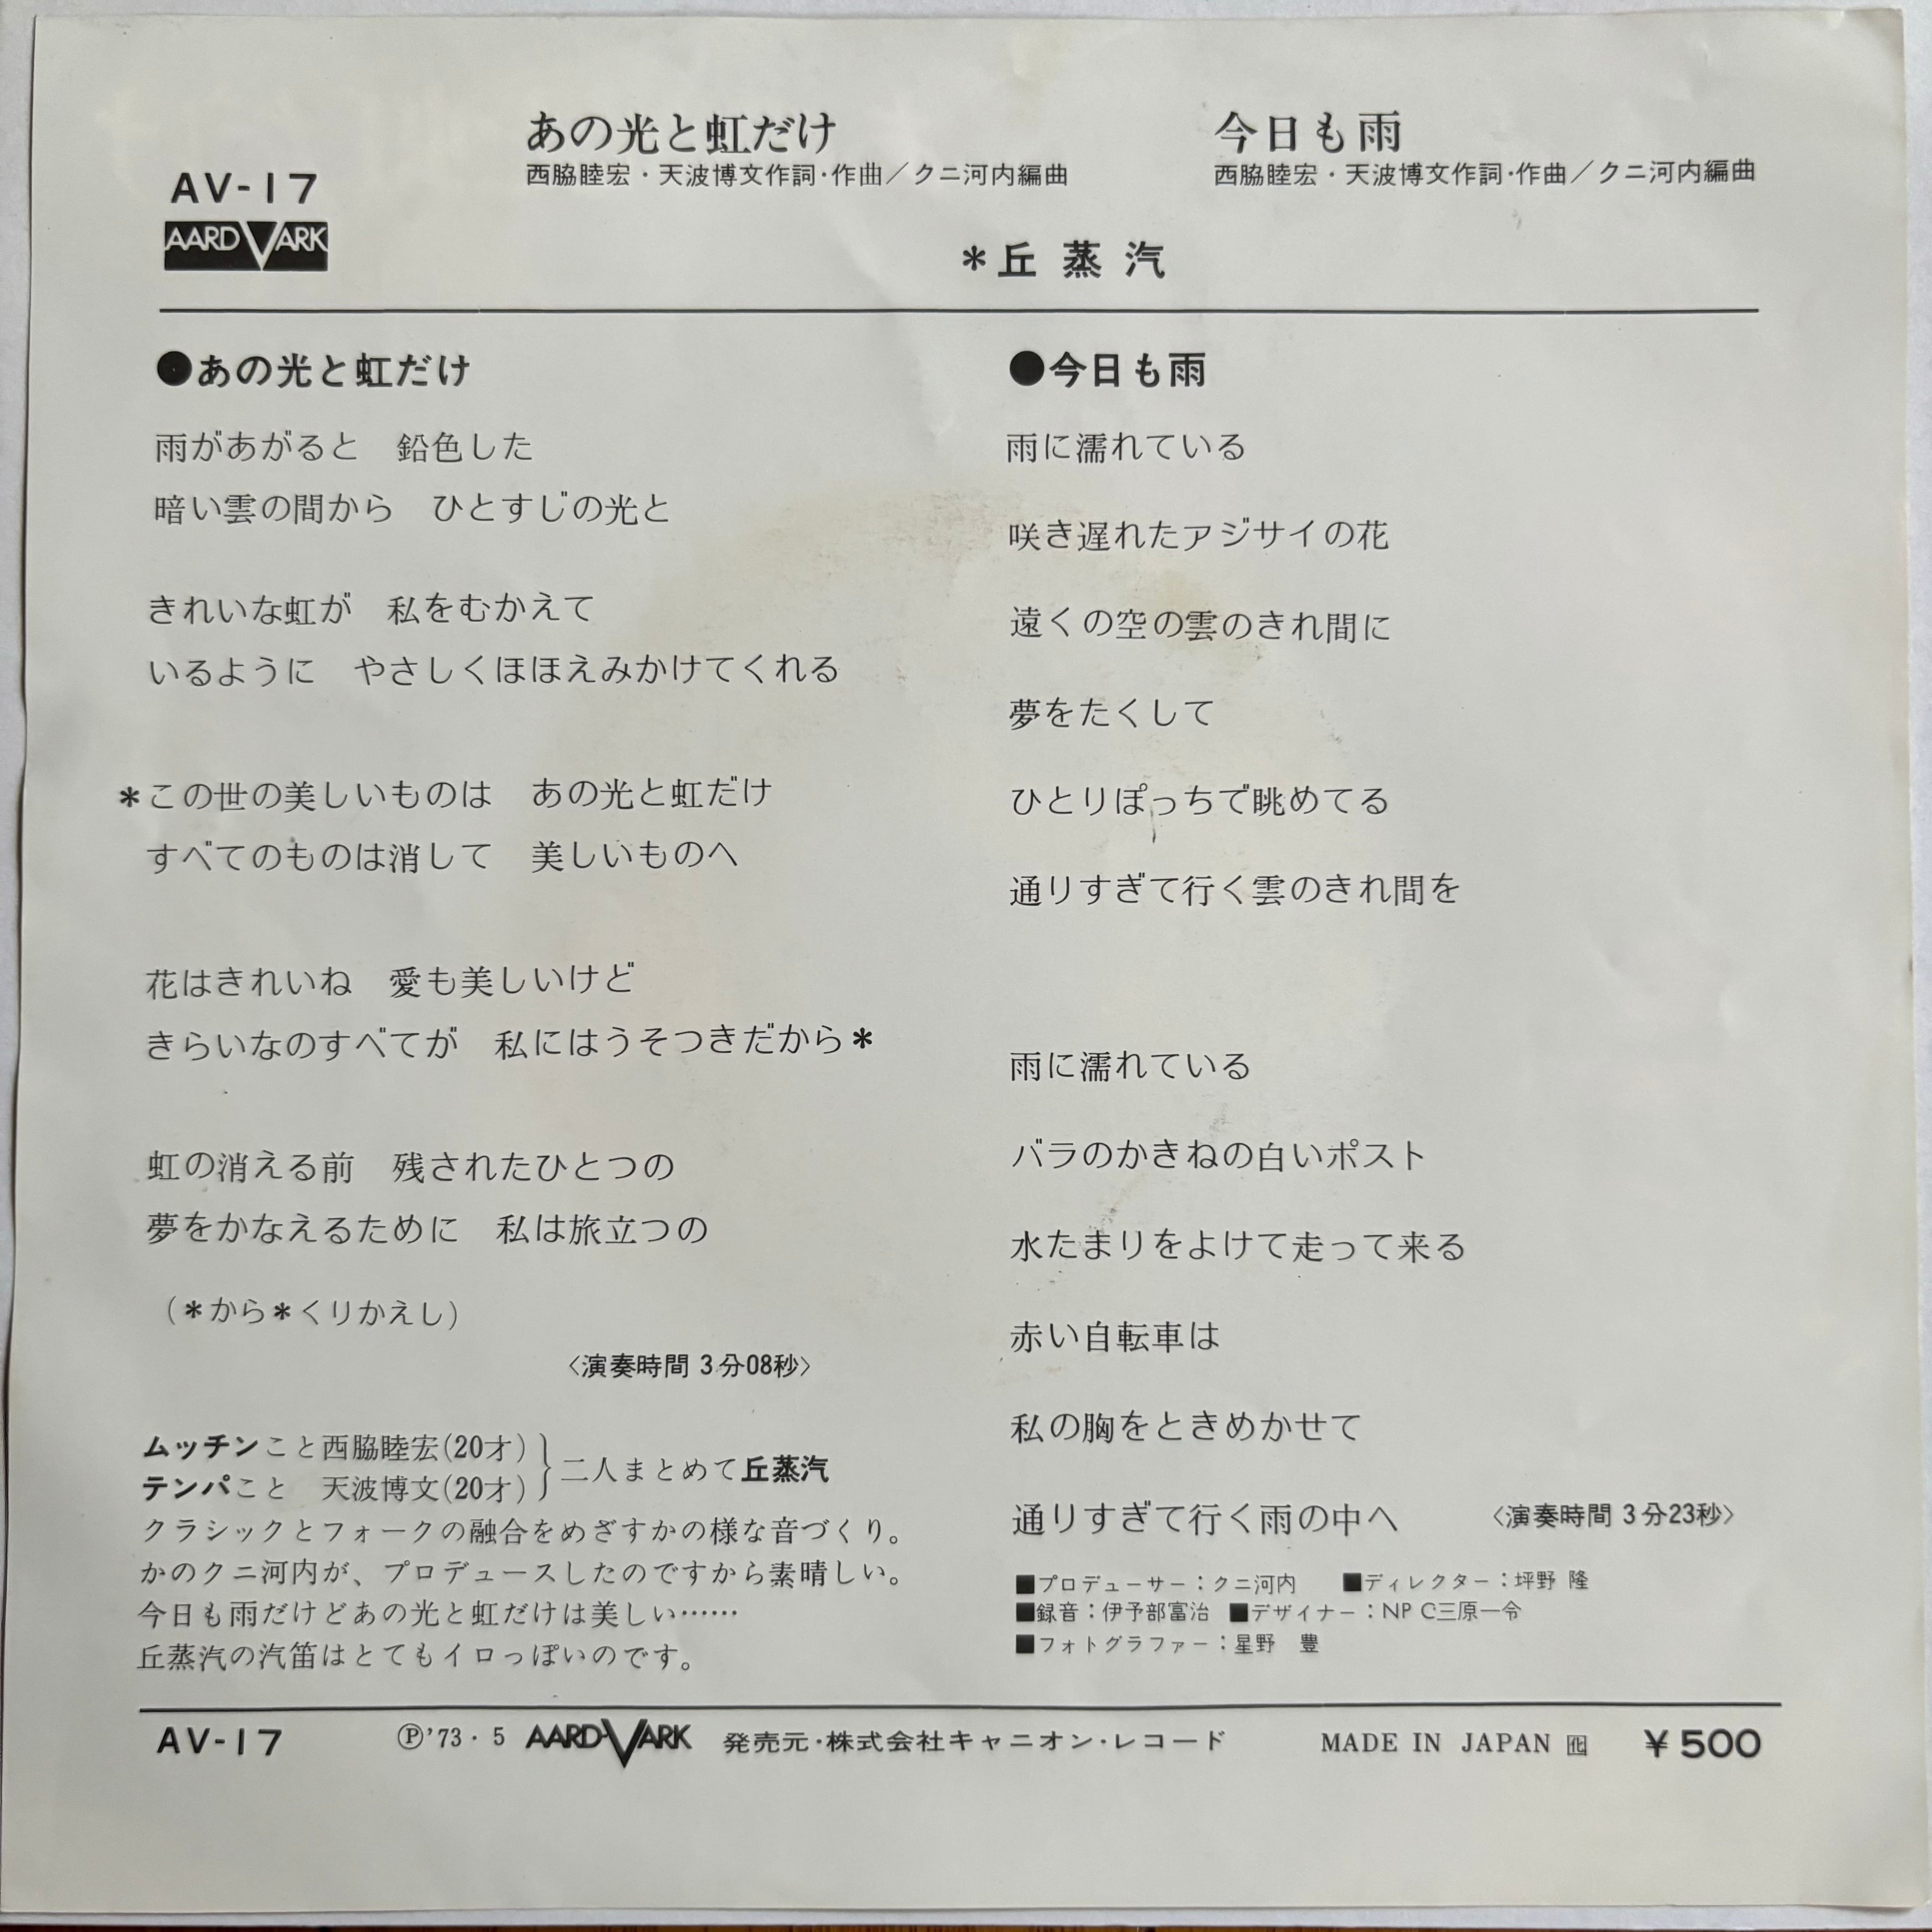 あの光と虹だけ
西脇睦宏・天波博文作詞・作曲／クニ河内編曲
今日も雨
西脇睦宏・天波博文作詞・作曲／クニ河内編曲
AV-17
AARDVARK
＊丘蒸汽
●あの光と虹だけ
雨があがると　鉛色した
暗い雲の間から　ひとすじの光と
きれいな虹が　私をむかえて
いるように　やさしくほほえみかけてくれる
＊この世の美しいものは　あの光と虹だけ
すべてのものは消して　美しいものへ
花はきれいね　愛も美しいけど
きらいなのすべてが　私にはうそつきだから＊
虹の消える前　残されたひとつの
夢をかなえるために　私は旅立つの
（＊から＊くりかえし）
〈演奏時間 3分08秒〉
ムッチンこと西脇睦宏(20才)
テンパこと　天波博文(20才)
二人まとめて丘蒸汽
クラシックとフォークの融合をめざすかの様な音づくり。
かのクニ河内が、プロデュースしたのですから素晴しい。
今日も雨だけどあの光と虹だけは美しい……
丘蒸汽の汽笛はとてもイロっぽいのです。
●今日も雨
雨に濡れている
咲き遅れたアジサイの花
遠くの空の雲のきれ間に
夢をたくして
ひとりぽっちで眺めてる
通りすぎて行く雲のきれ間を
雨に濡れている
バラのかきねの白いポスト
水たまりをよけて走って来る
赤い自転車は
私の胸をときめかせて
通りすぎて行く雨の中へ
〈演奏時間 3分23秒〉
■プロデューサー：クニ河内　■ディレクター：坪野 隆
■録音：伊予部富治　■デザイナー：NP C三原一令
■フォトグラファー：星野　豊
AV-17　Ⓟ'73・5 AARD-VARK 発売元・株式会社キャニオン・レコード　MADE IN JAPAN ¥500